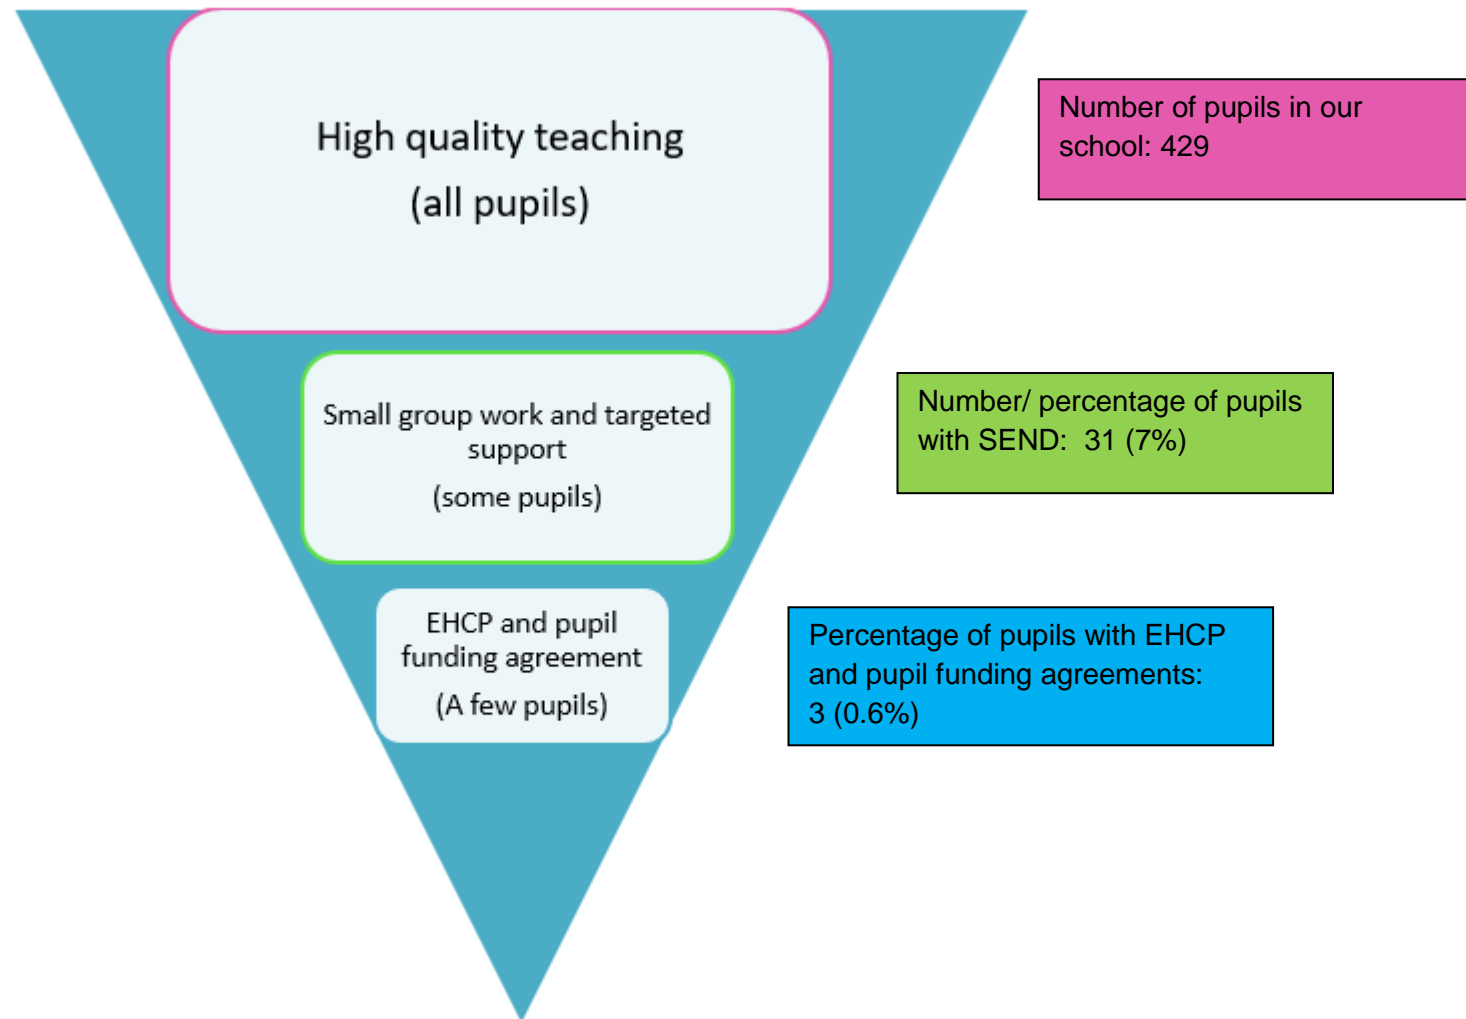 High quality teaching
(all pupils)
Number of pupils in our
school: 429
Small group work and targeted
support
(some pupils)
Number/ percentage of pupils
with SEND:  31 (7%)
EHCP and pupil
funding agreement
(A few pupils)
Percentage of pupils with EHCP
and pupil funding agreements:
3 (0.6%)